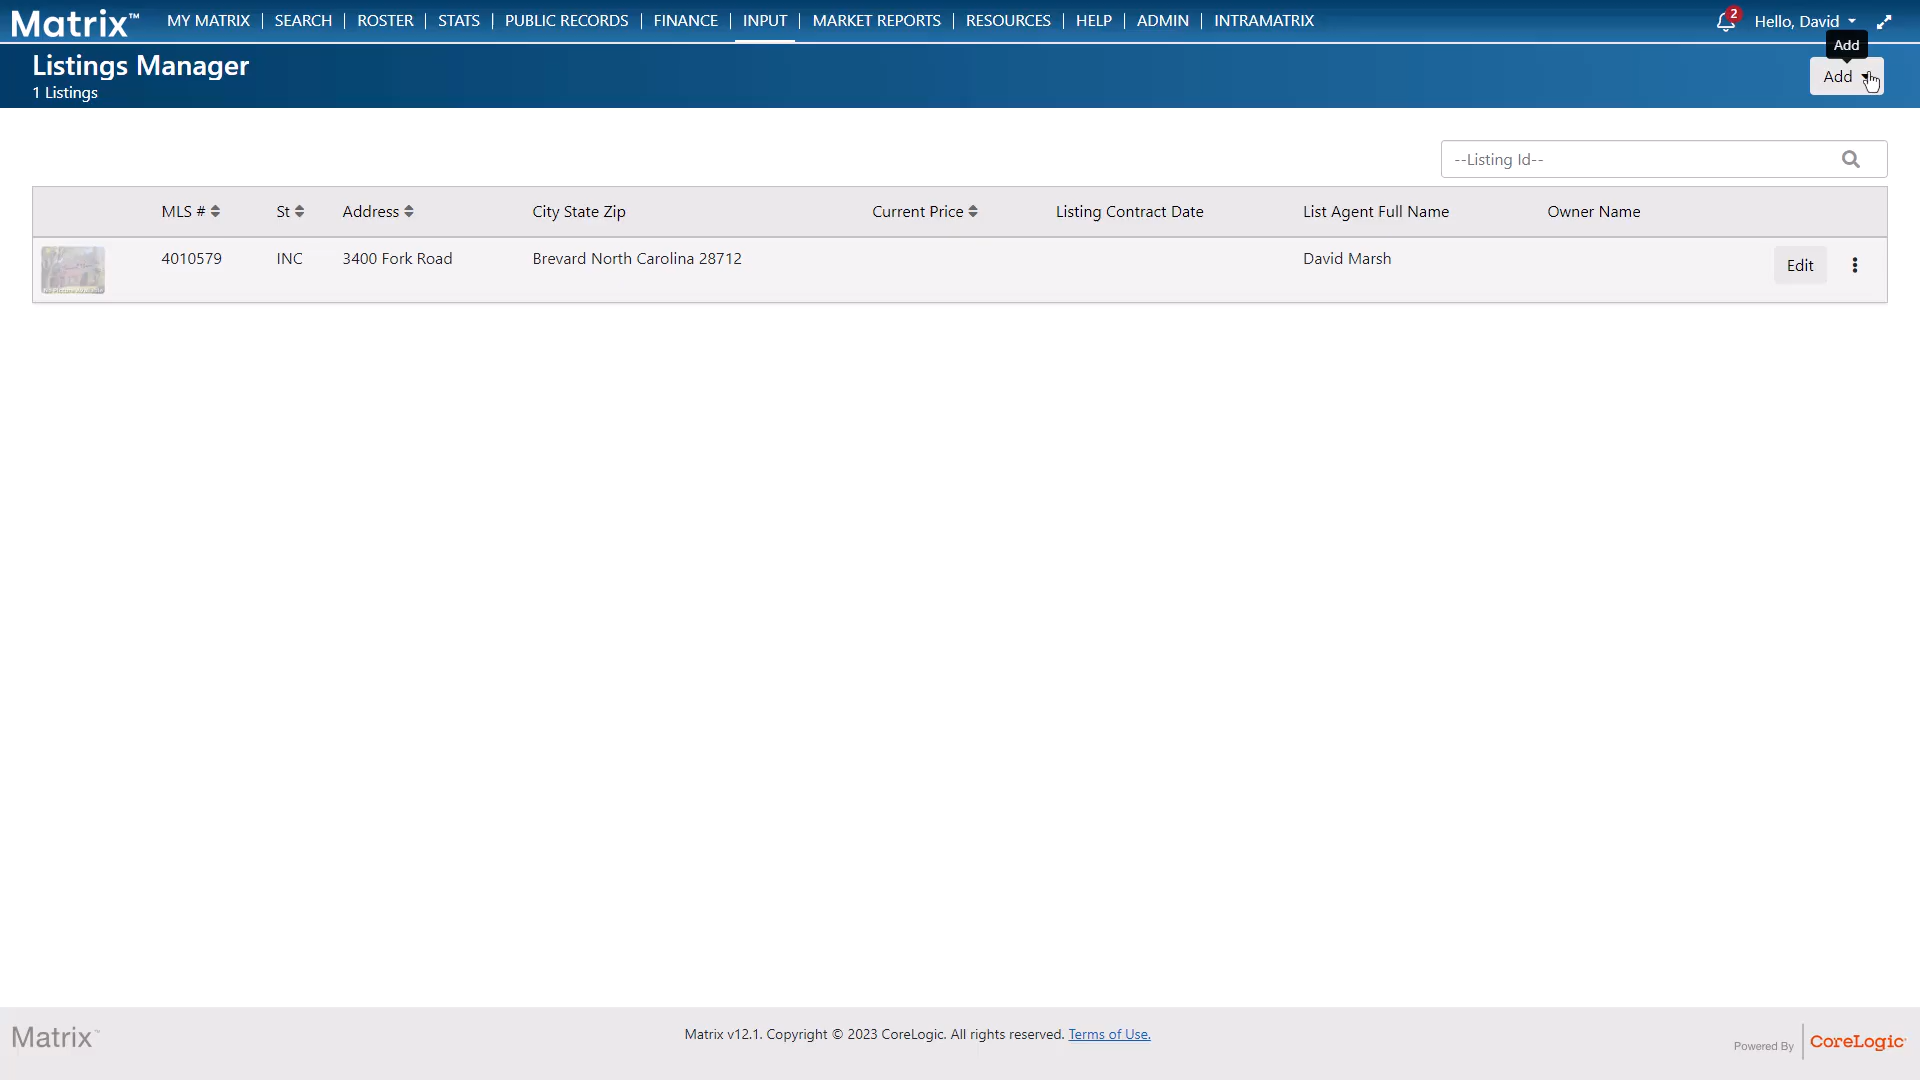 Matrix™ MY MATRIX SEARCH ROSTER STATS PUBLIC RECORDS FINANCE INPUT MARKET REPORTS RESOURCES HELP ADMIN INTRAMATRIX 2 Hello, David
Add
Listings Manager
Add
1 Listings
--Listing Id--
MLS # St Address City State Zip Current Price Listing Contract Date List Agent Full Name Owner Name
4010579 INC 3400 Fork Road Brevard North Carolina 28712 David Marsh Edit
Matrix™ Matrix v12.1. Copyright © 2023 CoreLogic. All rights reserved. Terms of Use.
Powered By CoreLogic